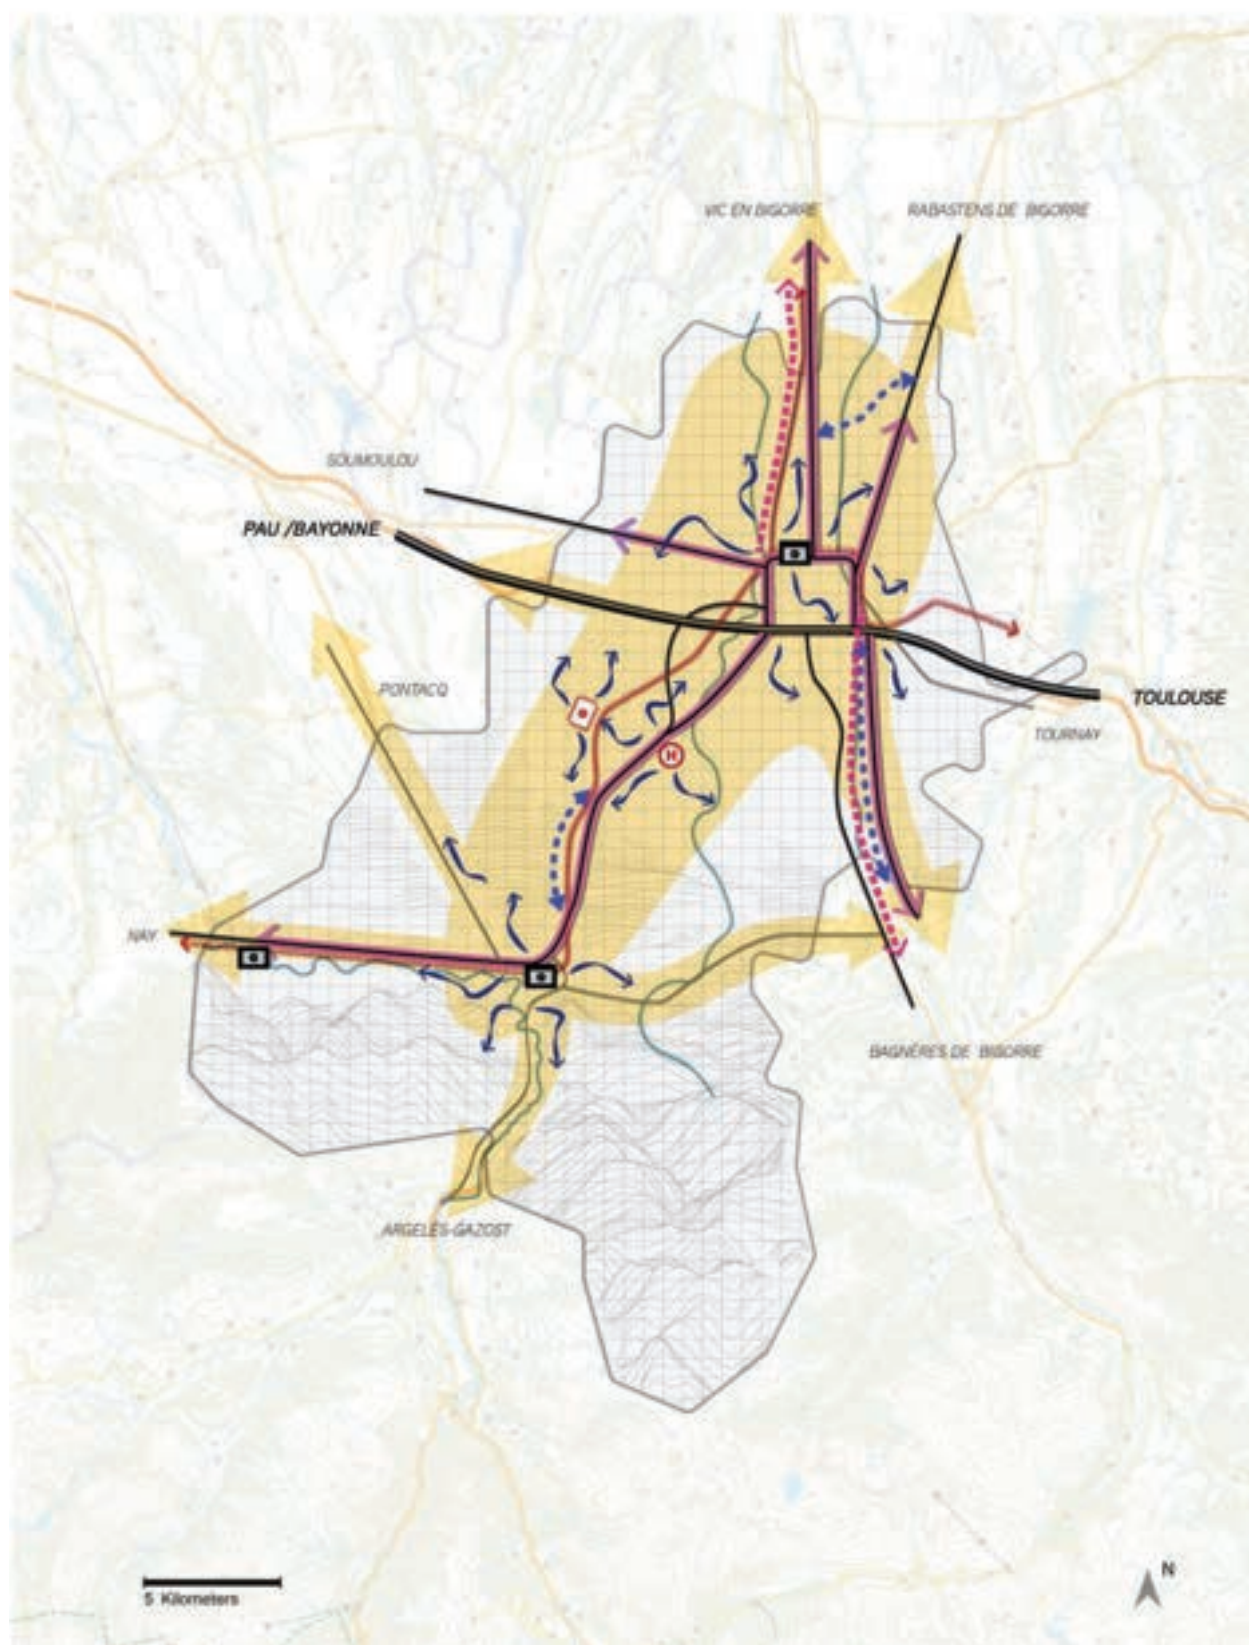 VIC EN BIGORRE
RABASTENS DE BIGORRE
SOUMOULOU
PAU /BAYONNE
PONTACQ
TOULOUSE
TOURNAY
H
NAY
BAGNÈRES DE BIGORRE
ARGELÈS-GAZOST
N
5 Kilometers